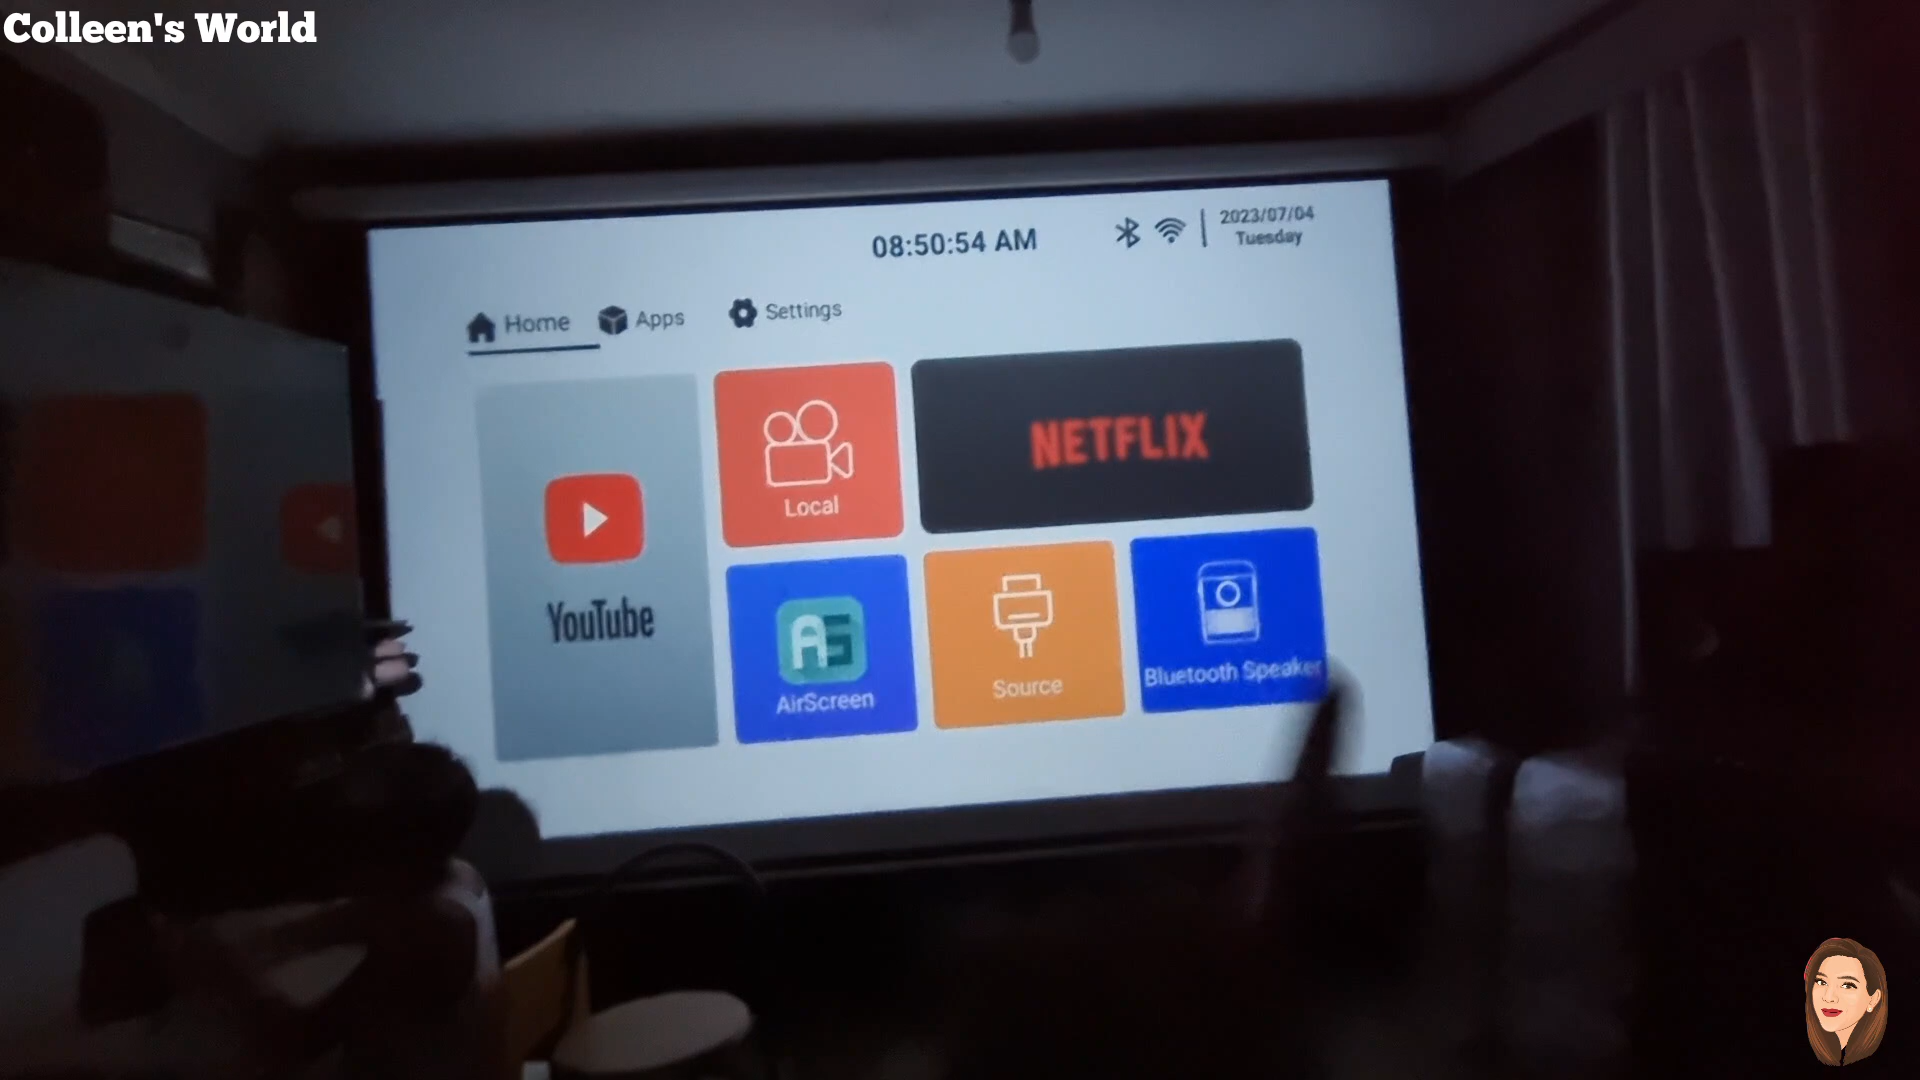 Colleen's World
08:50:54 AM
2023/07/04
Tuesday
Home
Apps
Settings
YouTube
Local
NETFLIX
AS
AirScreen
Source
Bluetooth Speaker